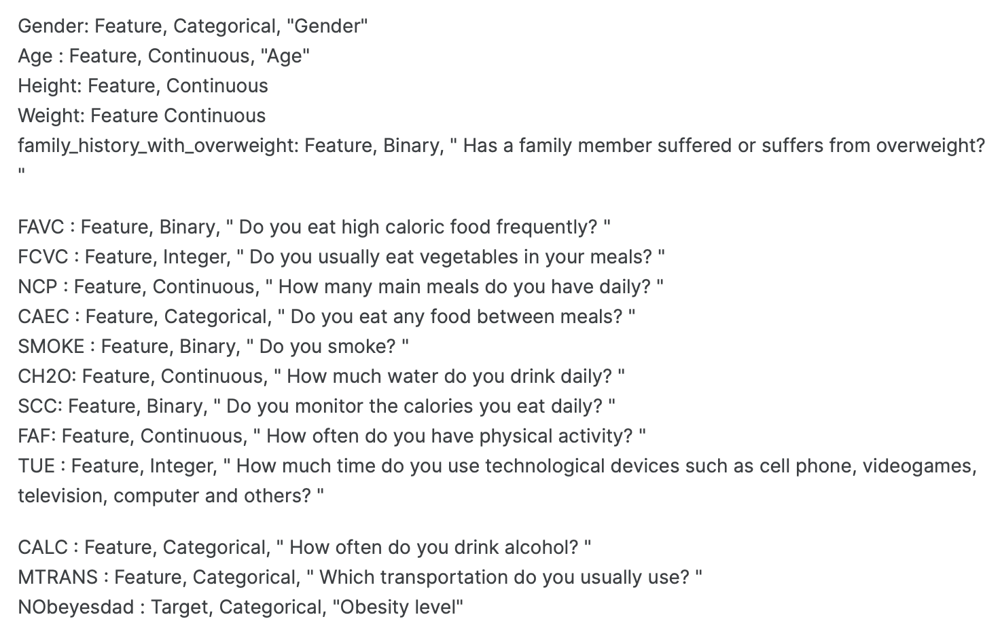 Gender: Feature, Categorical, "Gender"
Age : Feature, Continuous, "Age"
Height: Feature, Continuous
Weight: Feature Continuous
family_history_with_overweight: Feature, Binary, " Has a family member suffered or suffers from overweight?
"
FAVC : Feature, Binary, " Do you eat high caloric food frequently? "
FCVC : Feature, Integer, " Do you usually eat vegetables in your meals? "
NCP : Feature, Continuous, " How many main meals do you have daily? "
CAEC : Feature, Categorical, " Do you eat any food between meals? "
SMOKE : Feature, Binary, " Do you smoke? "
CH2O: Feature, Continuous, " How much water do you drink daily? "
SCC: Feature, Binary, " Do you monitor the calories you eat daily? "
FAF: Feature, Continuous, " How often do you have physical activity? "
TUE : Feature, Integer, " How much time do you use technological devices such as cell phone, videogames,
television, computer and others? "
CALC : Feature, Categorical, " How often do you drink alcohol? "
MTRANS : Feature, Categorical, " Which transportation do you usually use? "
NObeyesdad : Target, Categorical, "Obesity level"